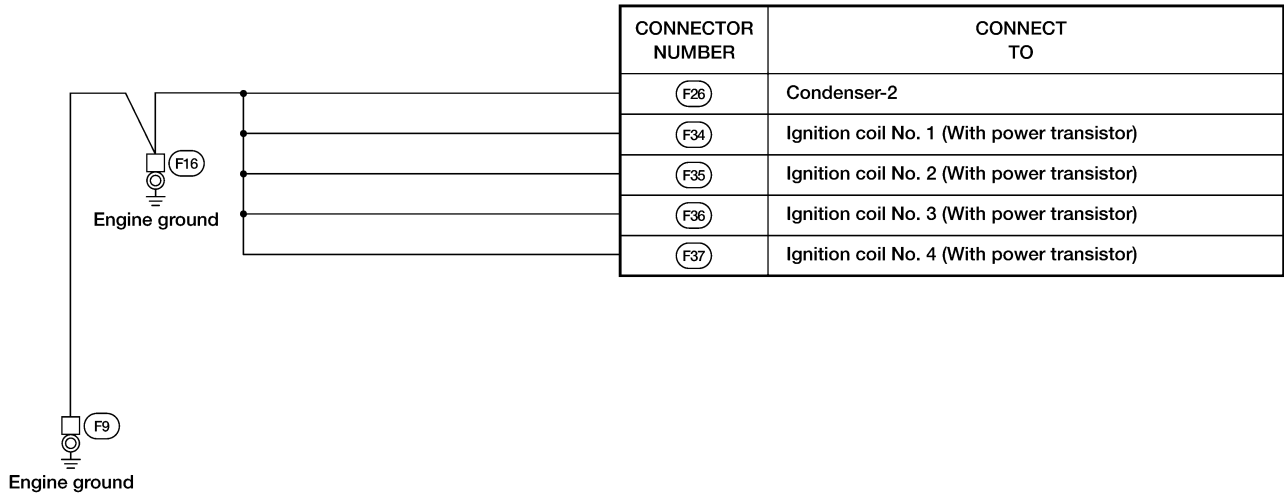 CONNECTOR NUMBER
CONNECT TO
F26 Condenser-2
F34 Ignition coil No. 1 (With power transistor)
F35 Ignition coil No. 2 (With power transistor)
F36 Ignition coil No. 3 (With power transistor)
F37 Ignition coil No. 4 (With power transistor)
F16
Engine ground
F9
Engine ground